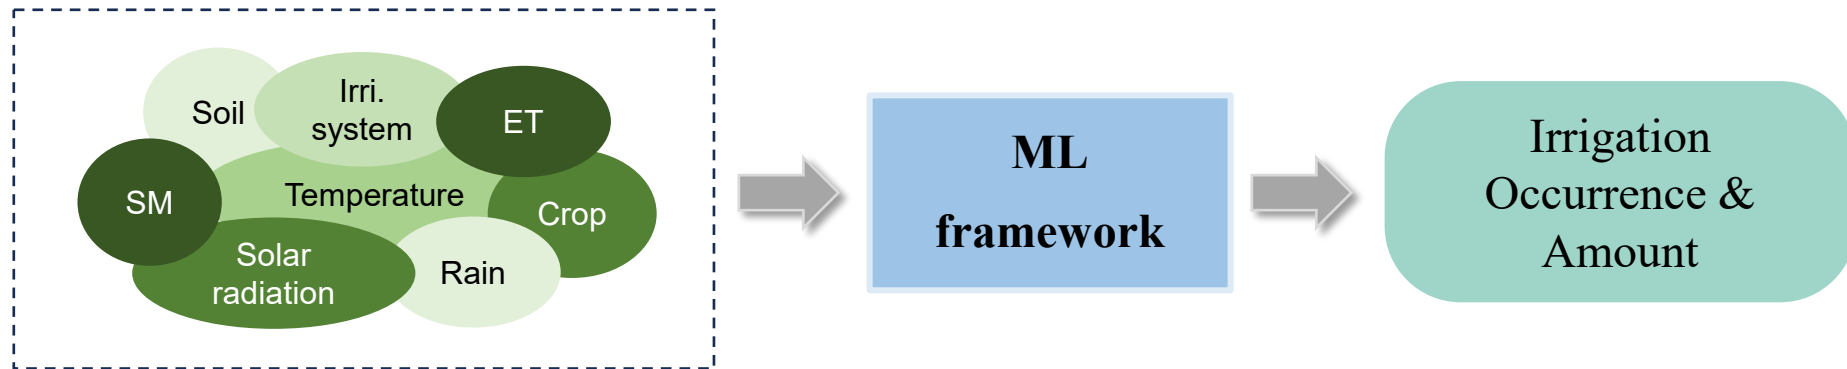 Soil
Irri.
system
ET
SM
Temperature
Crop
Solar
radiation
Rain
ML
framework
Irrigation
Occurrence &
Amount